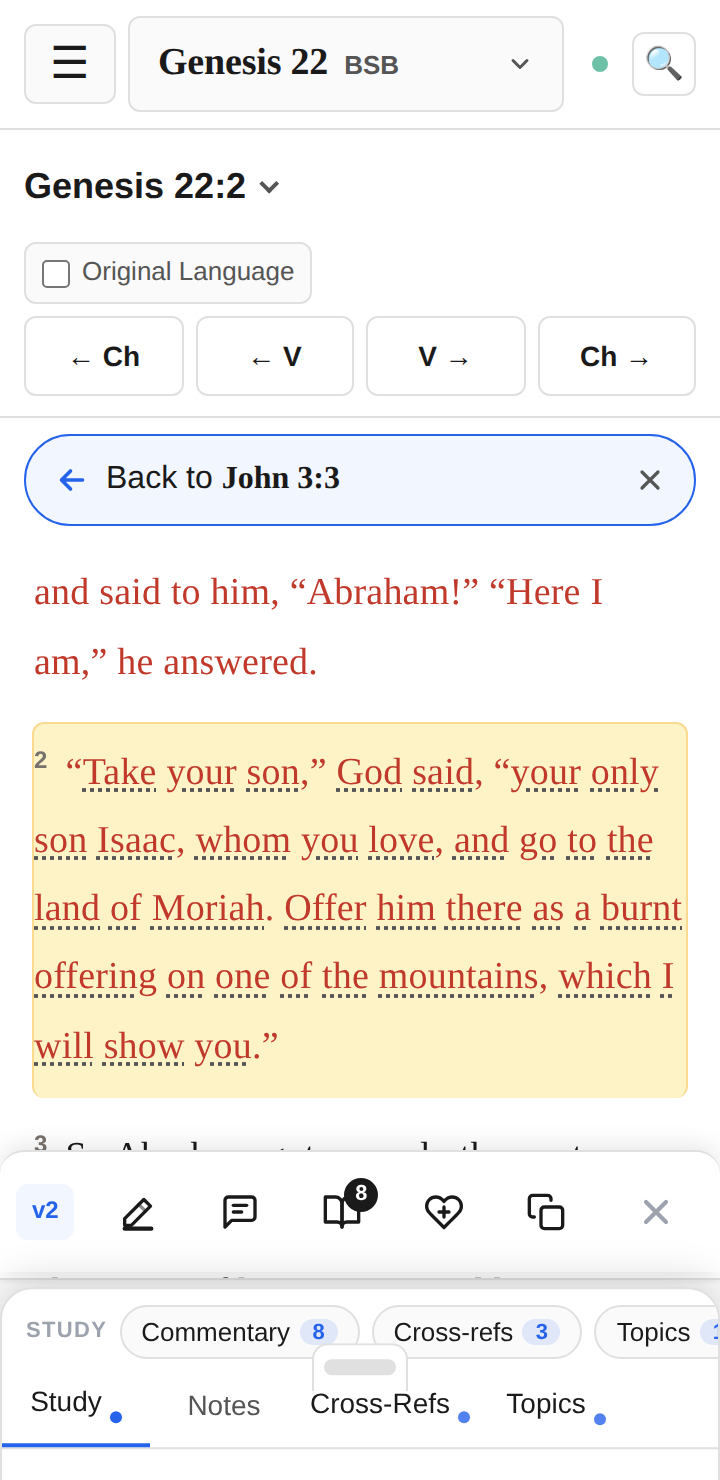 Genesis 22 BSB
Genesis 22:2
Original Language
← Ch ← V V → Ch →
Back to John 3:3
and said to him, “Abraham!” “Here I
am,” he answered.
2 “Take your son,” God said, “your only
son Isaac, whom you love, and go to the
land of Moriah. Offer him there as a burnt
offering on one of the mountains, which I
will show you.”
3
v2 8
STUDY Commentary 8 Cross-refs 3 Topics
Study Notes Cross-Refs Topics